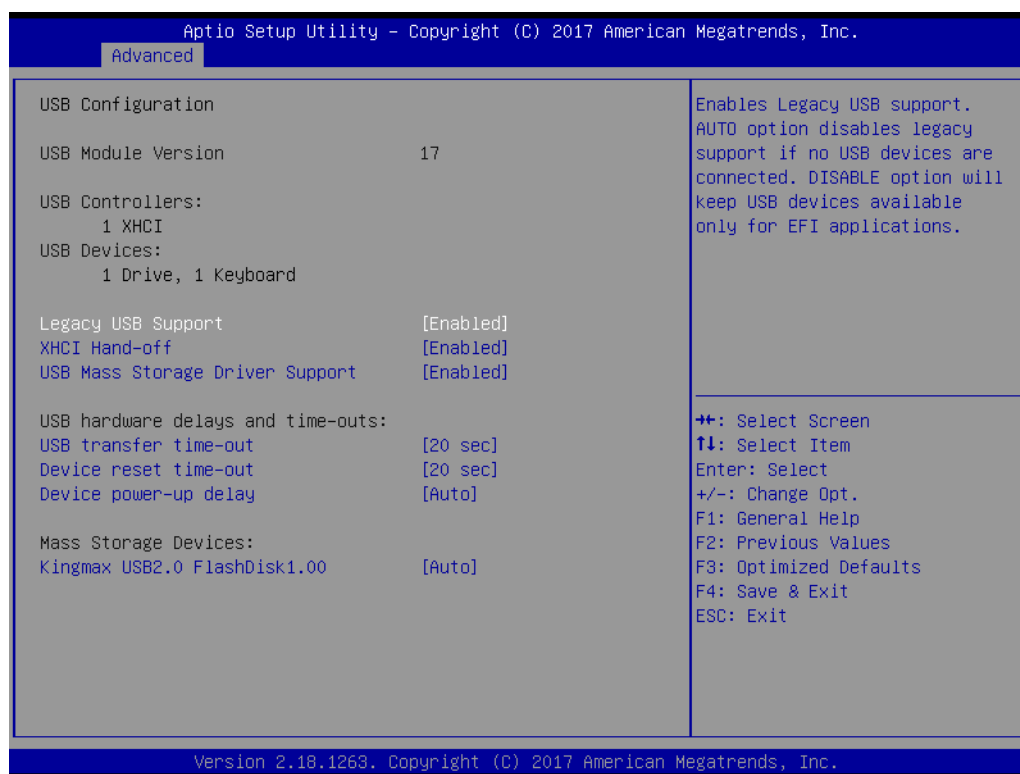 Aptio Setup Utility – Copyright (C) 2017 American Megatrends, Inc.
Advanced
USB Configuration
USB Module Version 17
USB Controllers:
1 XHCI
USB Devices:
1 Drive, 1 Keyboard
Legacy USB Support [Enabled]
XHCI Hand-off [Enabled]
USB Mass Storage Driver Support [Enabled]
USB hardware delays and time-outs:
USB transfer time-out [20 sec]
Device reset time-out [20 sec]
Device power-up delay [Auto]
Mass Storage Devices:
Kingmax USB2.0 FlashDisk1.00 [Auto]
Enables Legacy USB support.
AUTO option disables legacy
support if no USB devices are
connected. DISABLE option will
keep USB devices available
only for EFI applications.
→←: Select Screen
↑↓: Select Item
Enter: Select
+/-: Change Opt.
F1: General Help
F2: Previous Values
F3: Optimized Defaults
F4: Save & Exit
ESC: Exit
Version 2.18.1263. Copyright (C) 2017 American Megatrends, Inc.